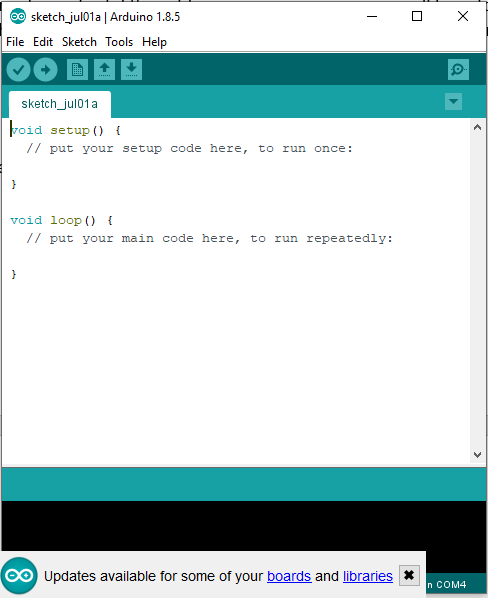 sketch_jul01a | Arduino 1.8.5
File Edit Sketch Tools Help
sketch_jul01a
void setup() {
  // put your setup code here, to run once:
}
void loop() {
  // put your main code here, to run repeatedly:
}
Updates available for some of your boards and libraries
n COM4